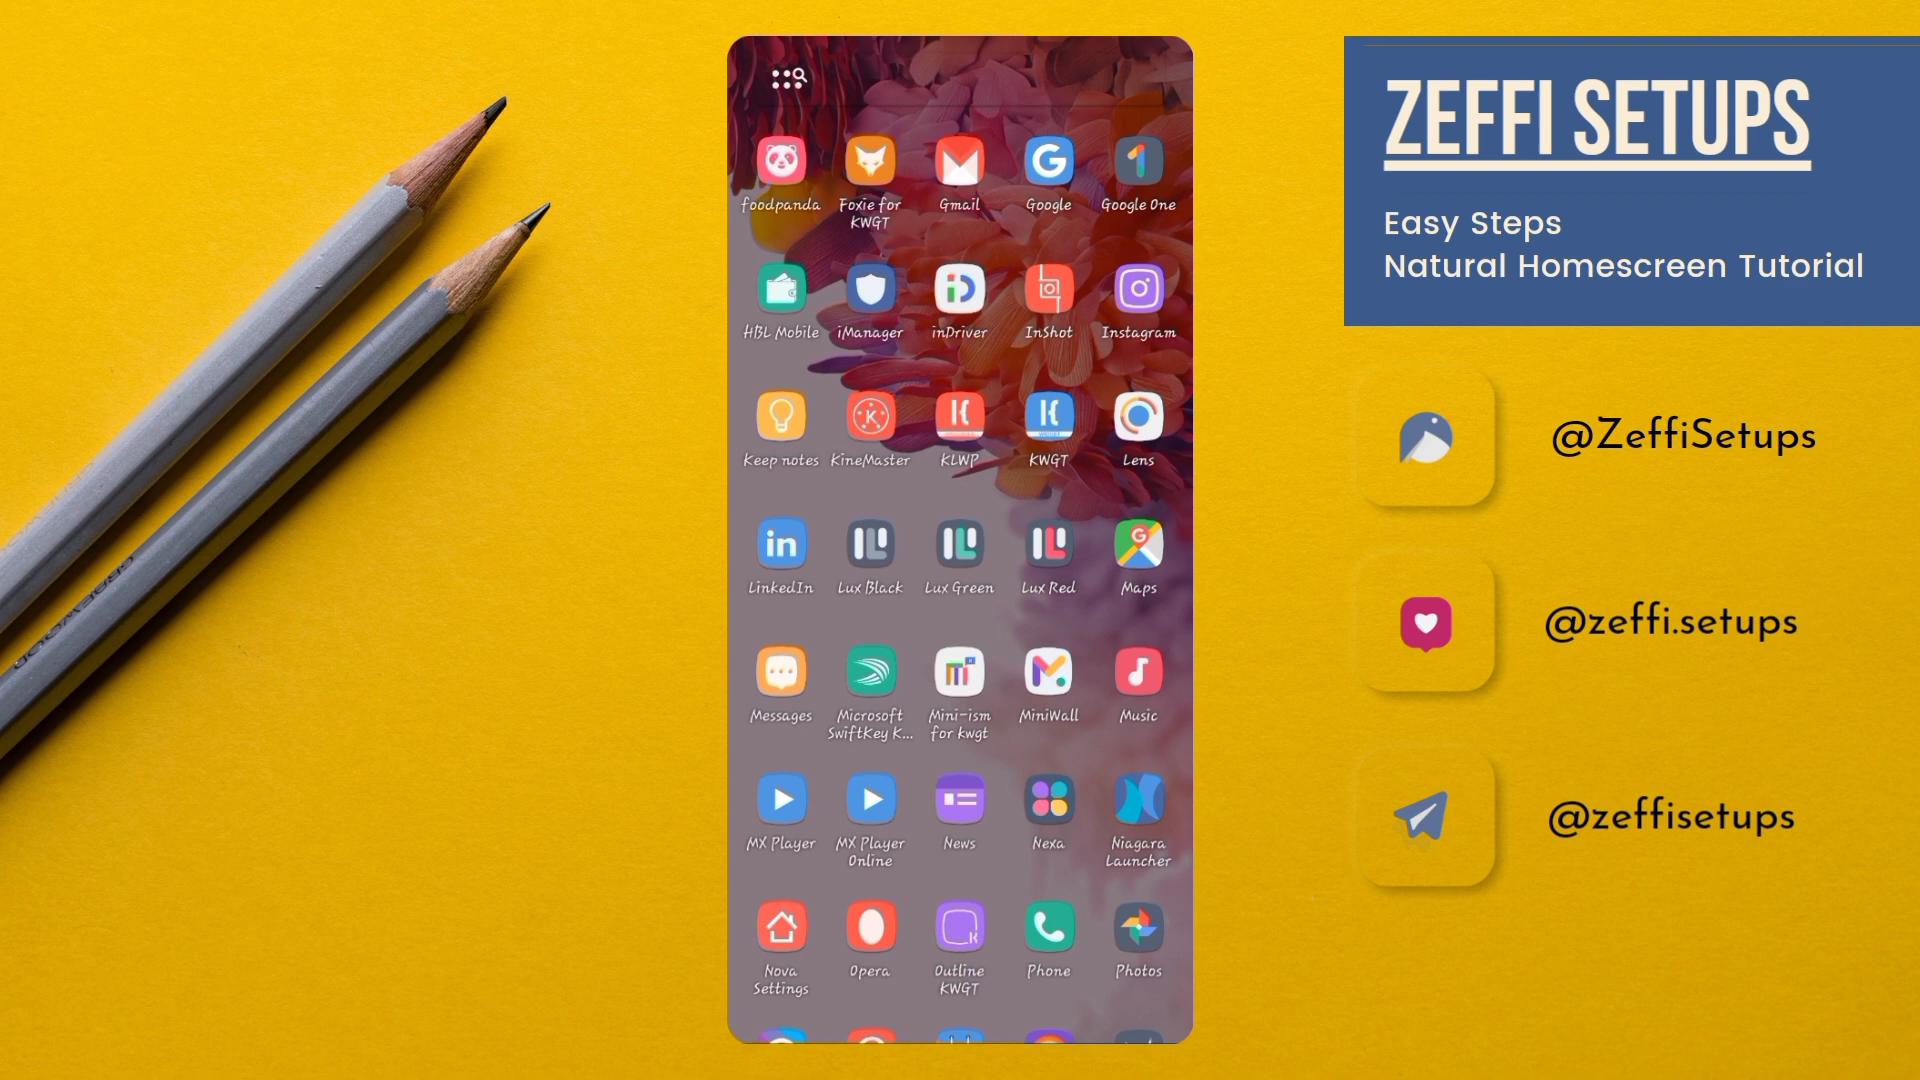 ZEFFI SETUPS
Easy Steps
Natural Homescreen Tutorial
foodpanda
Foxie for
KWGT
Gmail
Google
Google One
HBL Mobile
iManager
inDriver
InShot
Instagram
Keep notes
KineMaster
KLWP
KWGT
Lens
LinkedIn
Lux Black
Lux Green
Lux Red
Maps
Messages
Microsoft
SwiftKey K...
Mini-ism
for kwgt
MiniWall
Music
MX Player
MX Player
Online
News
Nexa
Niagara
Launcher
Nova
Settings
Opera
Outline
KWGT
Phone
Photos
@ZeffiSetups
@zeffi.setups
@zeffisetups